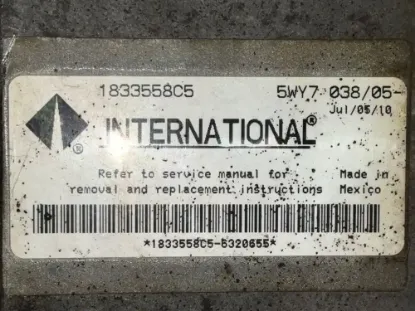 1833558C5 5WY7 038/05-
Jul/05/10
INTERNATIONAL®
®
Refer to service manual for Made in
removal and replacement instructions Mexico
*1833558C5-6320655*